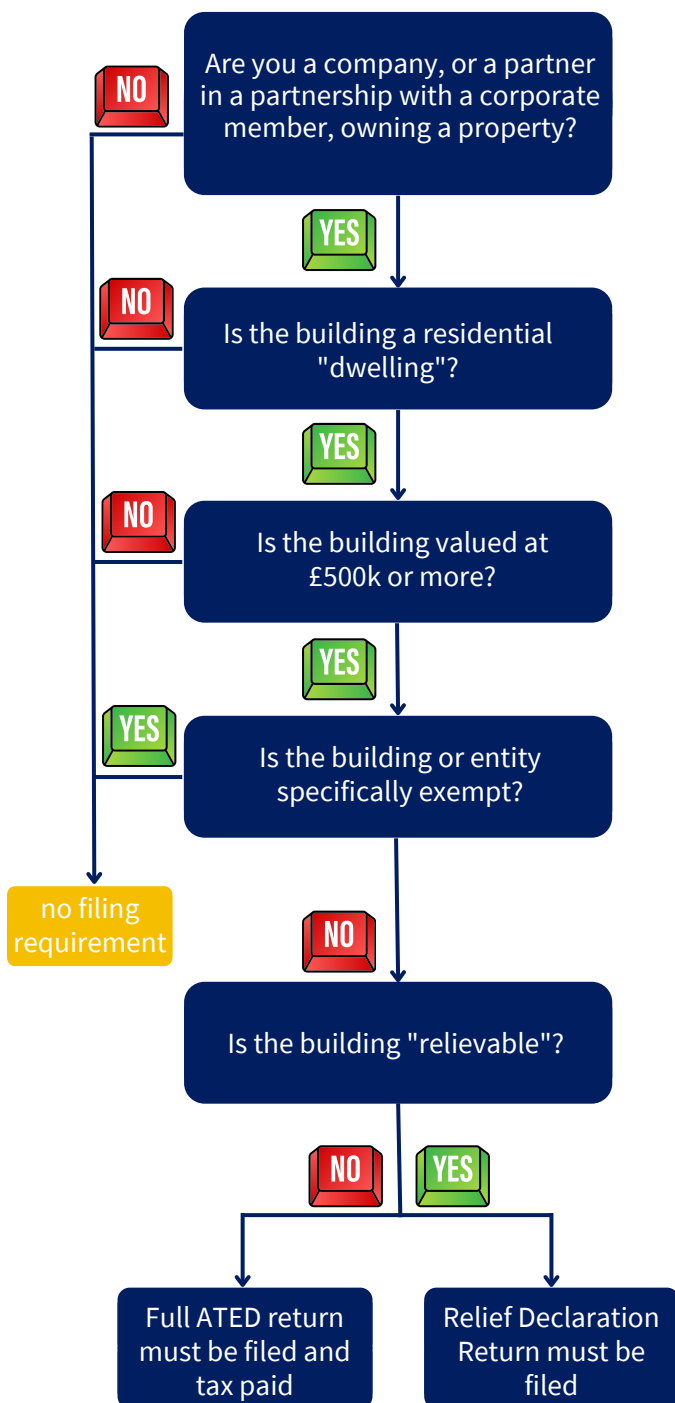 Are you a company, or a partner
in a partnership with a corporate
member, owning a property?
NO
YES
Is the building a residential
"dwelling"?
NO
YES
Is the building valued at
£500k or more?
NO
YES
Is the building or entity
specifically exempt?
YES
no filing
requirement
NO
Is the building "relievable"?
NO
YES
Full ATED return
must be filed and
tax paid
Relief Declaration
Return must be
filed